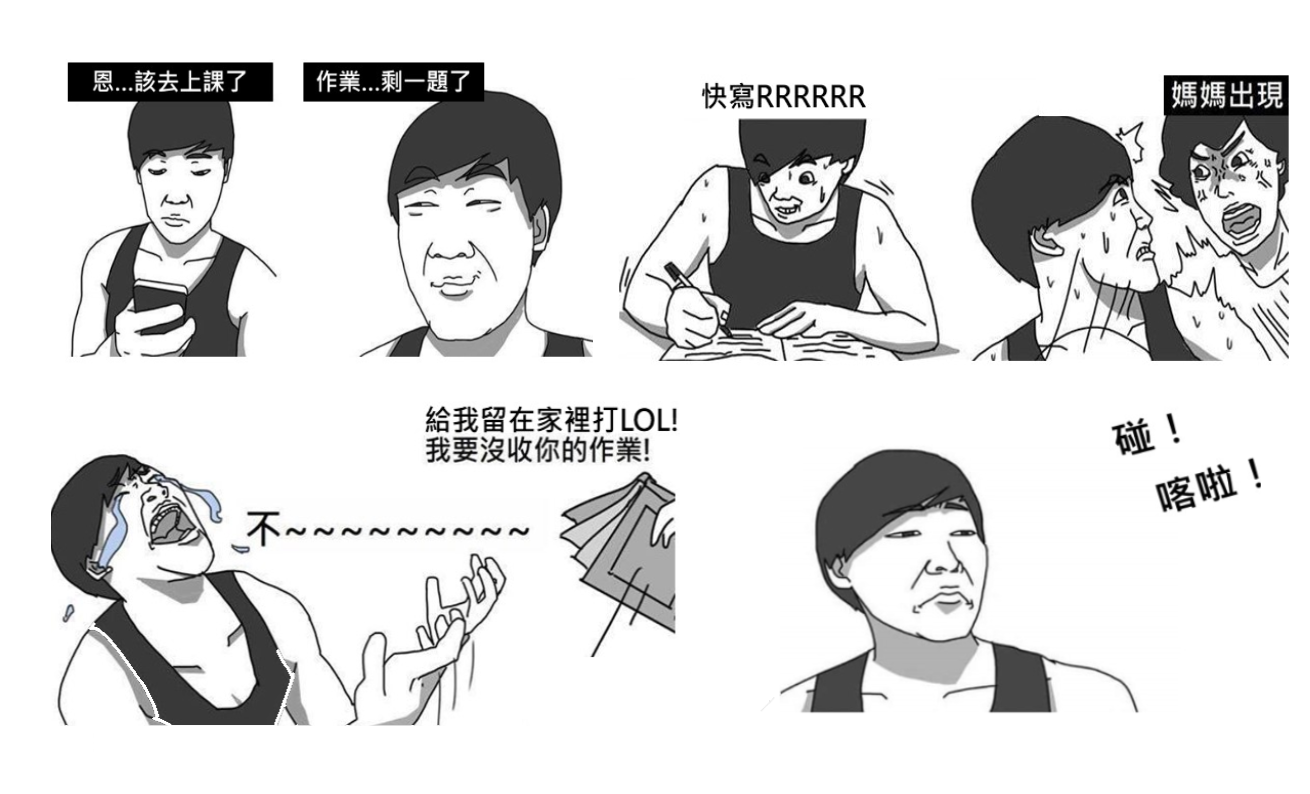 恩...該去上課了
作業...剩一題了
快寫RRRRRR
媽媽出現
給我留在家裡打LOL!
我要沒收你的作業!
不~~~~~~~~~
碰！
喀啦！